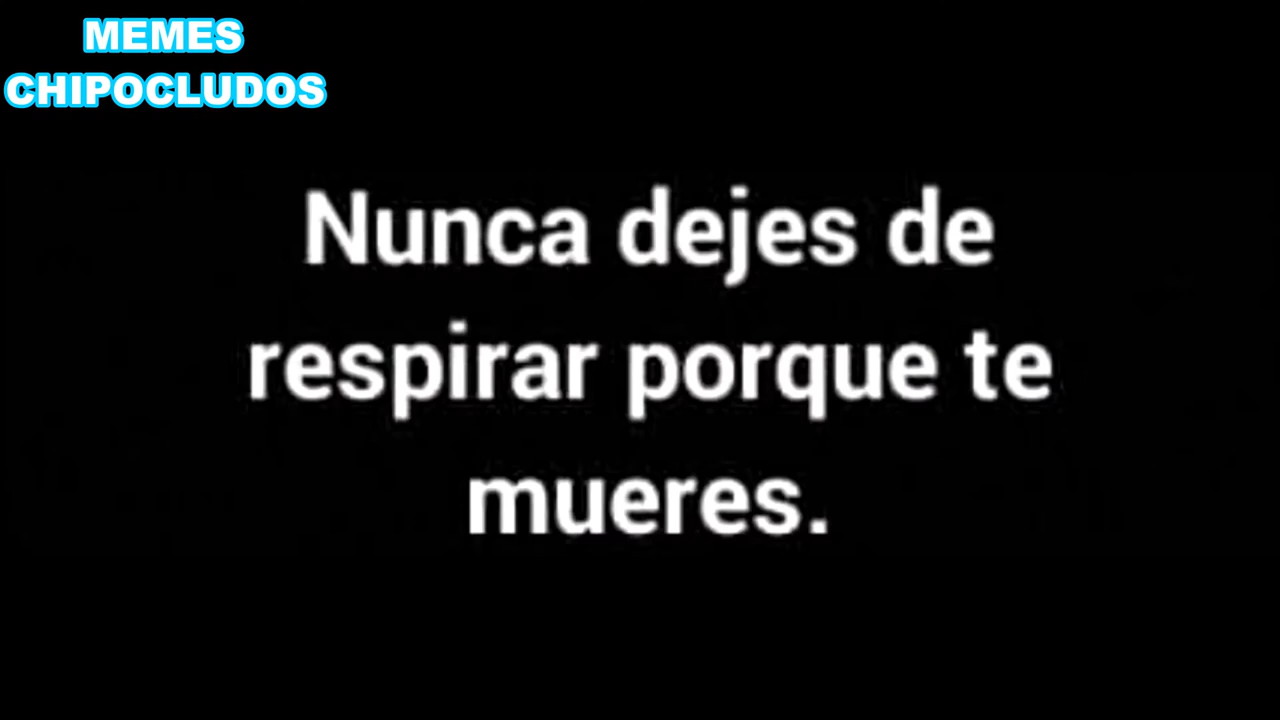 MEMES
CHIPOCLUDOS
Nunca dejes de
respirar porque te
mueres.